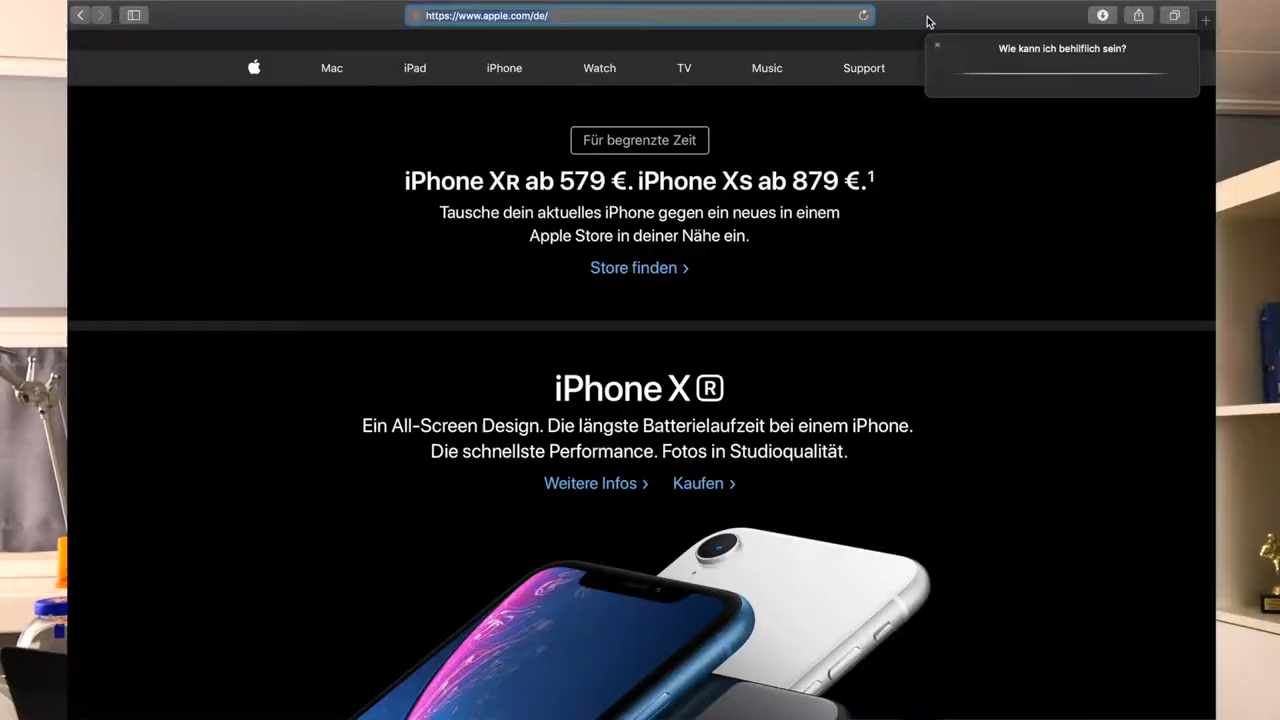 https://www.apple.com/de/
Wie kann ich behilflich sein?
Mac iPad iPhone Watch TV Music Support
Für begrenzte Zeit
iPhone XR ab 579 €. iPhone XS ab 879 €.¹
Tausche dein aktuelles iPhone gegen ein neues in einem
Apple Store in deiner Nähe ein.
Store finden >
iPhone XR
Ein All-Screen Design. Die längste Batterielaufzeit bei einem iPhone.
Die schnellste Performance. Fotos in Studioqualität.
Weitere Infos > Kaufen >